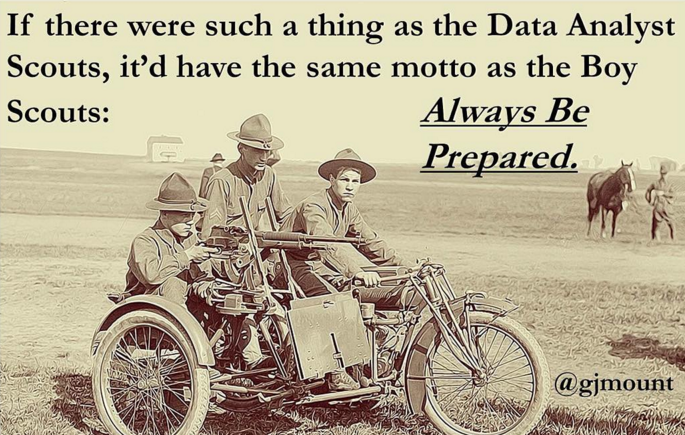 If there were such a thing as the Data Analyst
Scouts, it’d have the same motto as the Boy
Scouts: Always Be
Prepared.
@gjmount